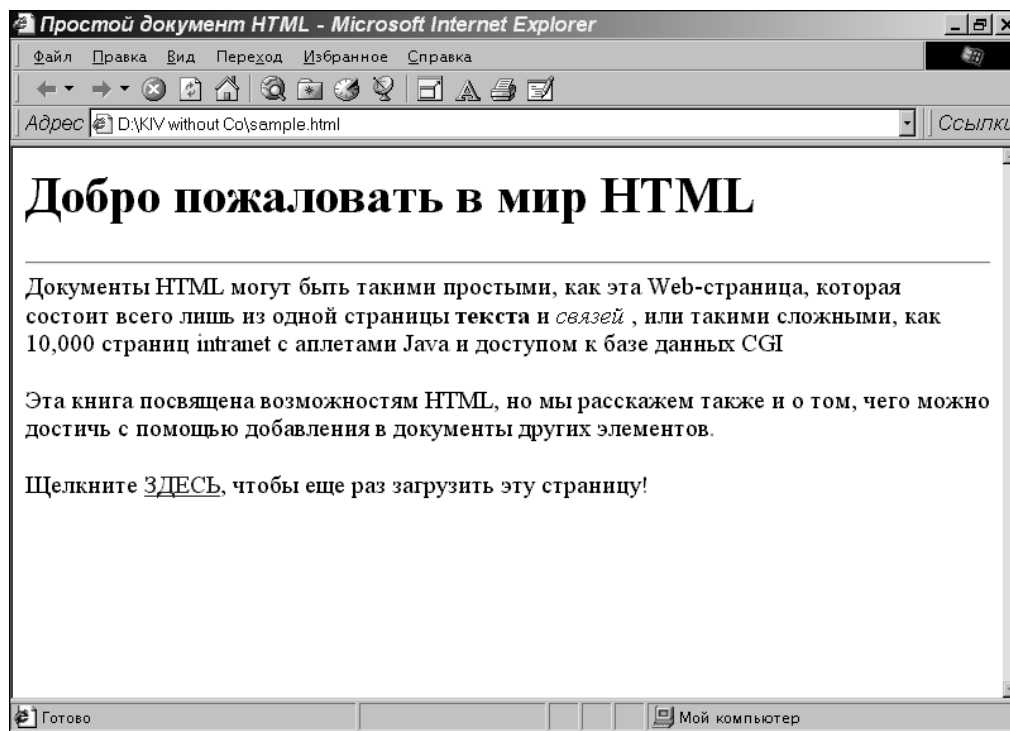 Простой документ HTML - Microsoft Internet Explorer
Файл Правка Вид Переход Избранное Справка
Адрес D:\KIV without Co\sample.html Ссылки
Добро пожаловать в мир HTML
Документы HTML могут быть такими простыми, как эта Web-страница, которая
состоит всего лишь из одной страницы текста и связей , или такими сложными, как
10,000 страниц intranet с аплетами Java и доступом к базе данных CGI
Эта книга посвящена возможностям HTML, но мы расскажем также и о том, чего можно
достичь с помощью добавления в документы других элементов.
Щелкните ЗДЕСЬ, чтобы еще раз загрузить эту страницу!
Готово Мой компьютер